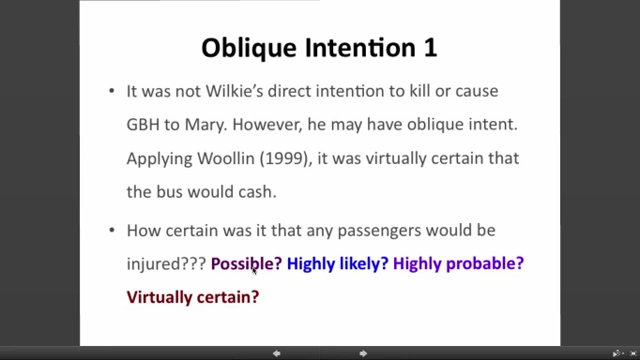 Oblique Intention 1
• It was not Wilkie's direct intention to kill or cause
GBH to Mary. However, he may have oblique intent.
Applying Woollin (1999), it was virtually certain that
the bus would cash.
• How certain was it that any passengers would be
injured??? Possible? Highly likely? Highly probable?
Virtually certain?